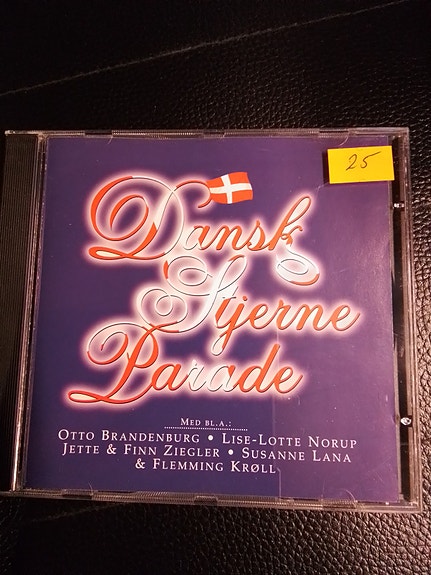 25
Dansk
Stjerne
Parade
MED BL.A.:
OTTO BRANDENBURG • LISE-LOTTE NORUP
JETTE & FINN ZIEGLER • SUSANNE LANA
& FLEMMING KRØLL